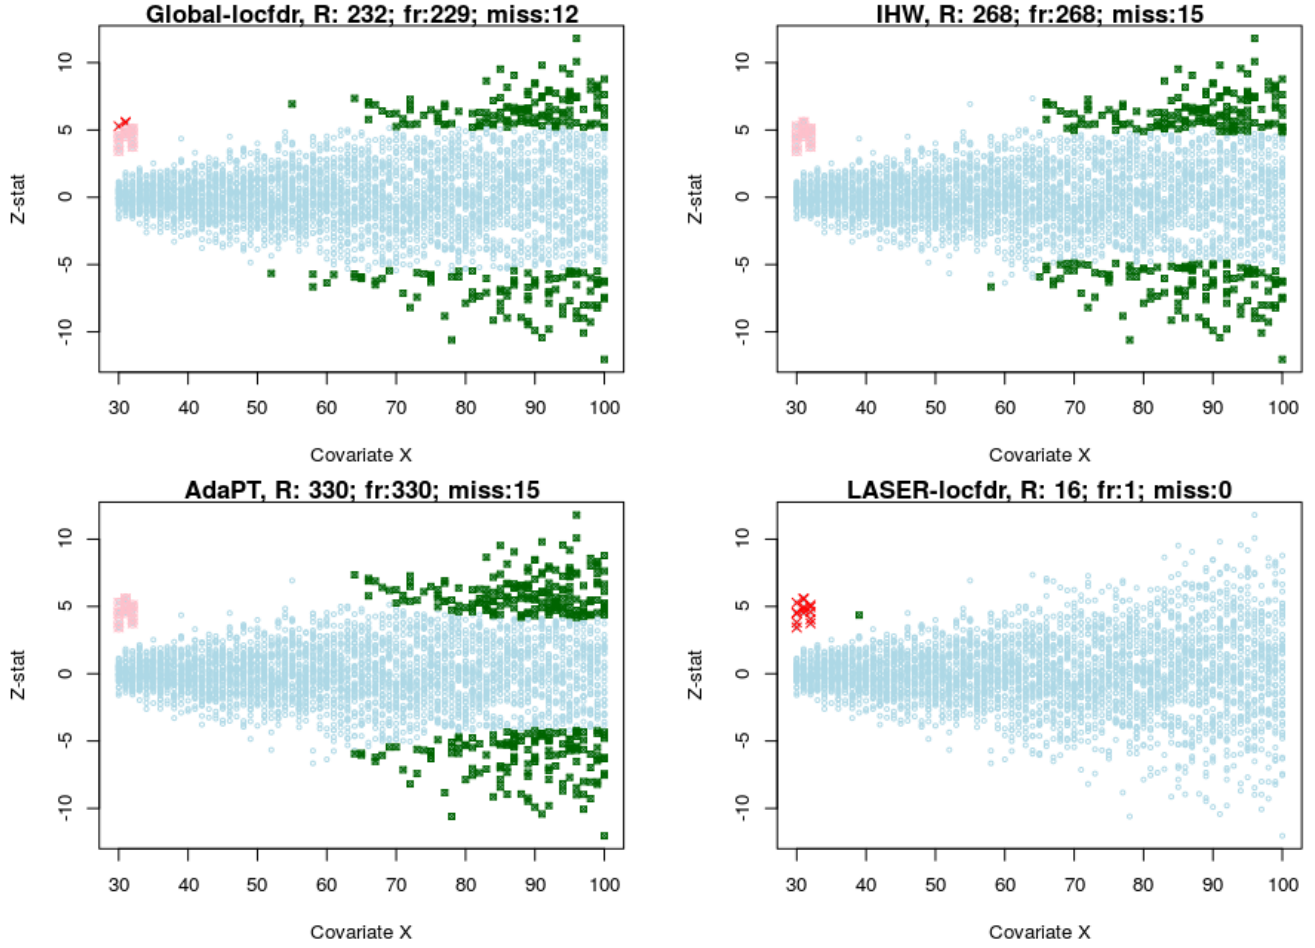 Global-locfdr, R: 232; fr:229; miss:12
Z-stat
10
5
0
-5
-10
30 40 50 60 70 80 90 100
Covariate X
IHW, R: 268; fr:268; miss:15
Z-stat
10
5
0
-5
-10
30 40 50 60 70 80 90 100
Covariate X
AdaPT, R: 330; fr:330; miss:15
Z-stat
10
5
0
-5
-10
30 40 50 60 70 80 90 100
Covariate X
LASER-locfdr, R: 16; fr:1; miss:0
Z-stat
10
5
0
-5
-10
30 40 50 60 70 80 90 100
Covariate X